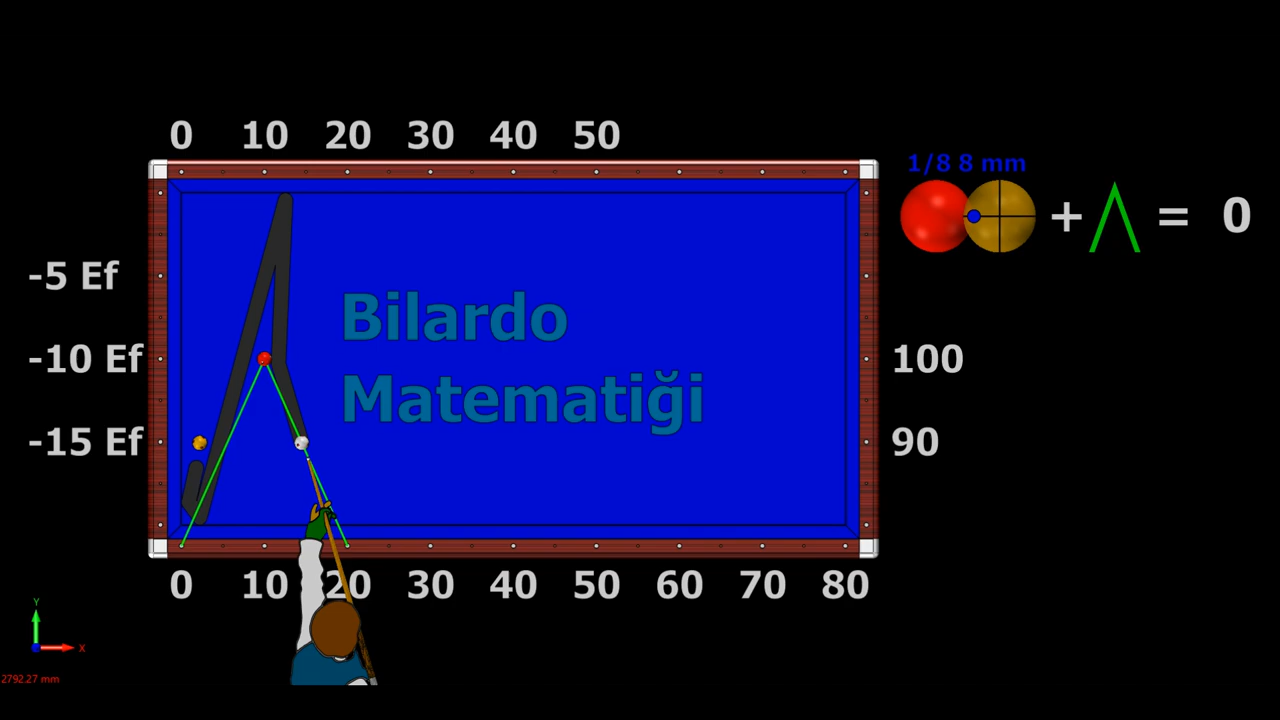 0 10 20 30 40 50
1/8 8 mm
+ Λ = 0
-5 Ef
Bilardo
-10 Ef
100
Matematiği
-15 Ef
90
0 10 20 30 40 50 60 70 80
Y
X
2792.27 mm